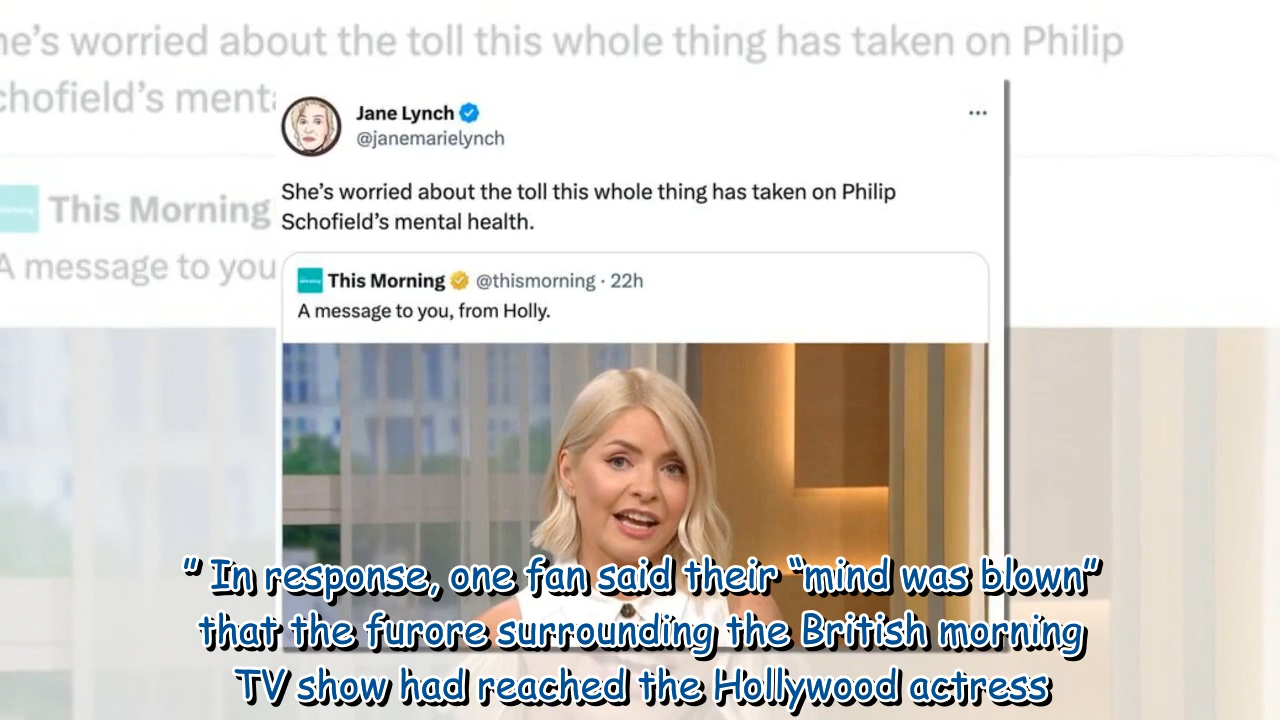 he's worried about the toll this whole thing has taken on Philip
chofield's menta
This Morning
A message to you
Jane Lynch
@janemarielynch
She's worried about the toll this whole thing has taken on Philip
Schofield's mental health.
This Morning @thismorning · 22h
A message to you, from Holly.
” In response, one fan said their “mind was blown”
that the furore surrounding the British morning
TV show had reached the Hollywood actress